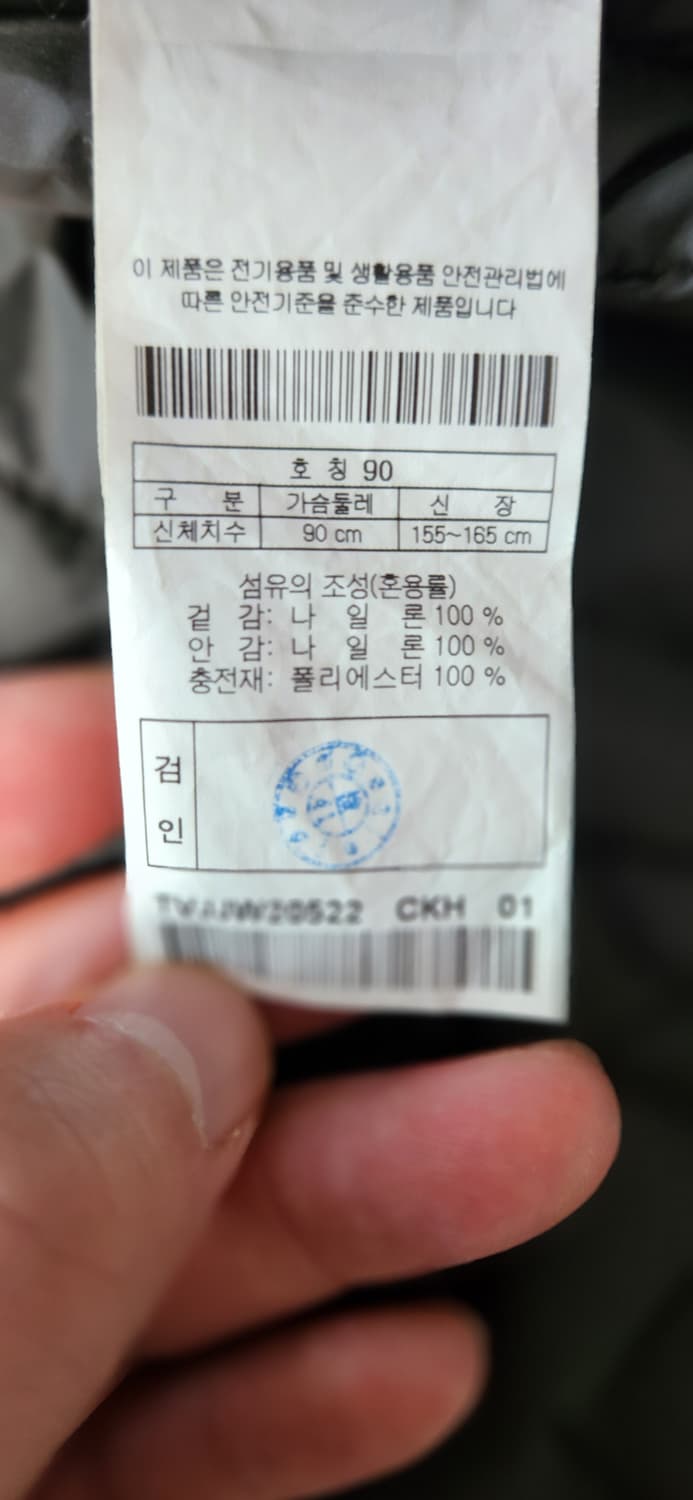 이 제품은 전기용품 및 생활용품 안전관리법에
따른 안전기준을 준수한 제품입니다
호 칭 90
구 분 가슴둘레 신 장
신체치수 90 cm 155~165 cm
섬유의 조성(혼용률)
겉 감: 나 일 론 100 %
안 감: 나 일 론 100 %
충전재: 폴리에스터 100 %
검
인
CKH 01